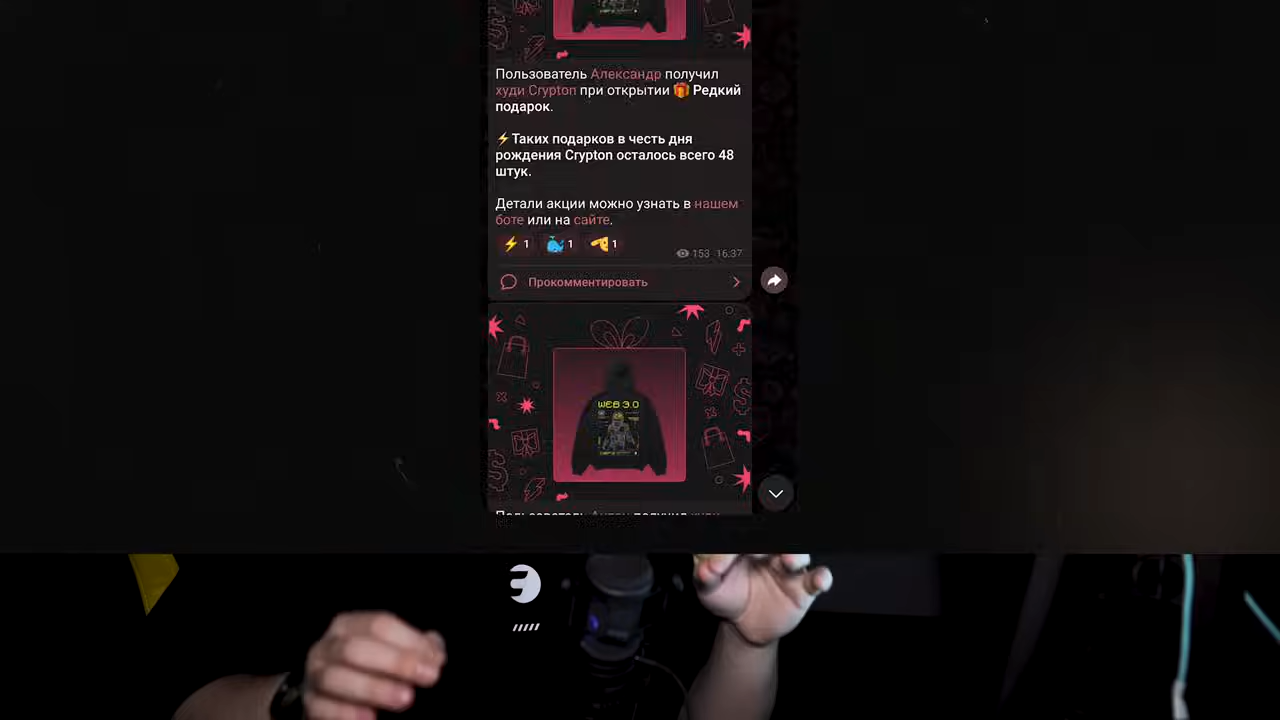 Пользователь Александр получил
худи Crypton при открытии 🎁 Редкий
подарок.
⚡Таких подарков в честь дня
рождения Crypton осталось всего 48
штук.
Детали акции можно узнать в нашем
боте или на сайте.
⚡ 1 🐳 1 🫔 1
153 16:37
Прокомментировать
WEB 3.0